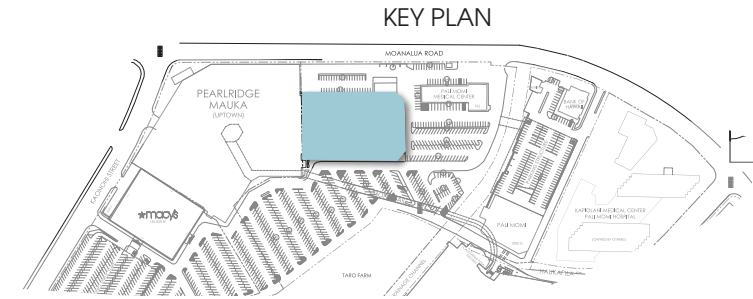 KEY PLAN
MOANALUA ROAD
PEARLRIDGE
MAUKA
(UPTOWN)
PALI MOMI
MEDICAL CENTER
BANK OF
HAWAII
KAONOHI STREET
★macy's
KAPIOLANI MEDICAL CENTER
PALI MOMI HOSPITAL
PALI MOMI
TARO FARM